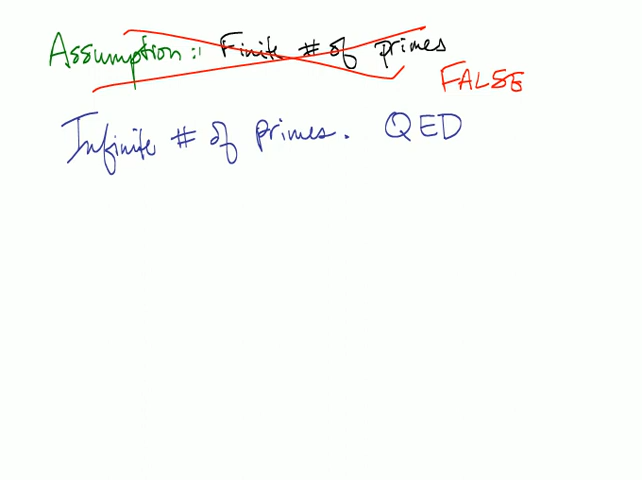 Assumption: Finite # of primes
FALSE
Infinite # of primes. QED